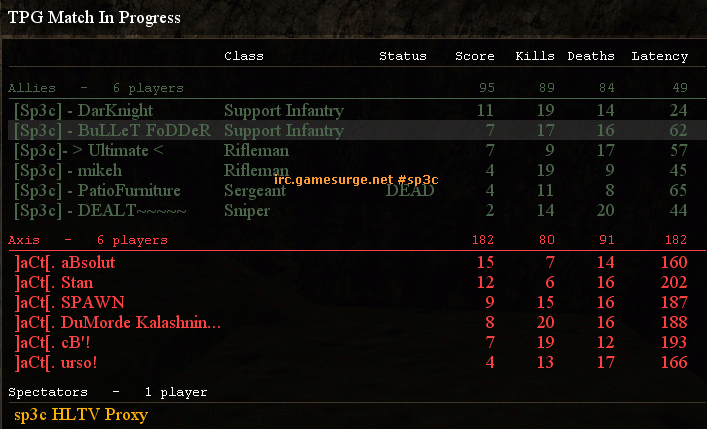 TPG Match In Progress
Class Status Score Kills Deaths Latency
Allies - 6 players 95 89 84 49
[Sp3c] - DarKnight Support Infantry 11 19 14 24
[Sp3c] - BuLLeT FoDDeR Support Infantry 7 17 16 62
[Sp3c]- > Ultimate < Rifleman 7 9 17 57
[Sp3c] - mikeh Rifleman 4 19 9 45
irc.gamesurge.net #sp3c
[Sp3c] - PatioFurniture Sergeant DEAD 4 11 8 65
[Sp3c] - DEALT~~~~~ Sniper 2 14 20 44
Axis - 6 players 182 80 91 182
]aCt[. aBsolut 15 7 14 160
]aCt[. Stan 12 6 16 202
]aCt[. SPAWN 9 15 16 187
]aCt[. DuMorde Kalashnin... 8 20 16 188
]aCt[. cB'! 7 19 12 193
]aCt[. urso! 4 13 17 166
Spectators - 1 player
sp3c HLTV Proxy